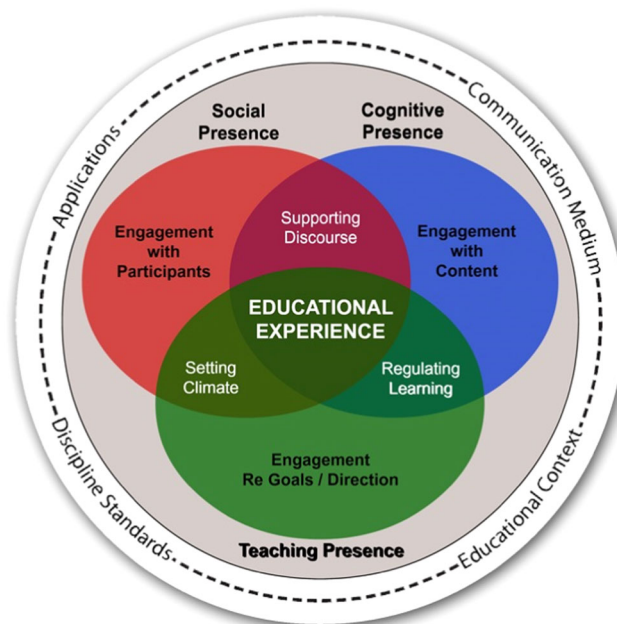 Social
Presence
Cognitive
Presence
Applications
Communication Medium
Supporting
Discourse
Engagement
with
Participants
Engagement
with
Content
EDUCATIONAL
EXPERIENCE
Setting
Climate
Regulating
Learning
Engagement
Re Goals / Direction
Teaching Presence
Discipline Standards
Educational Context